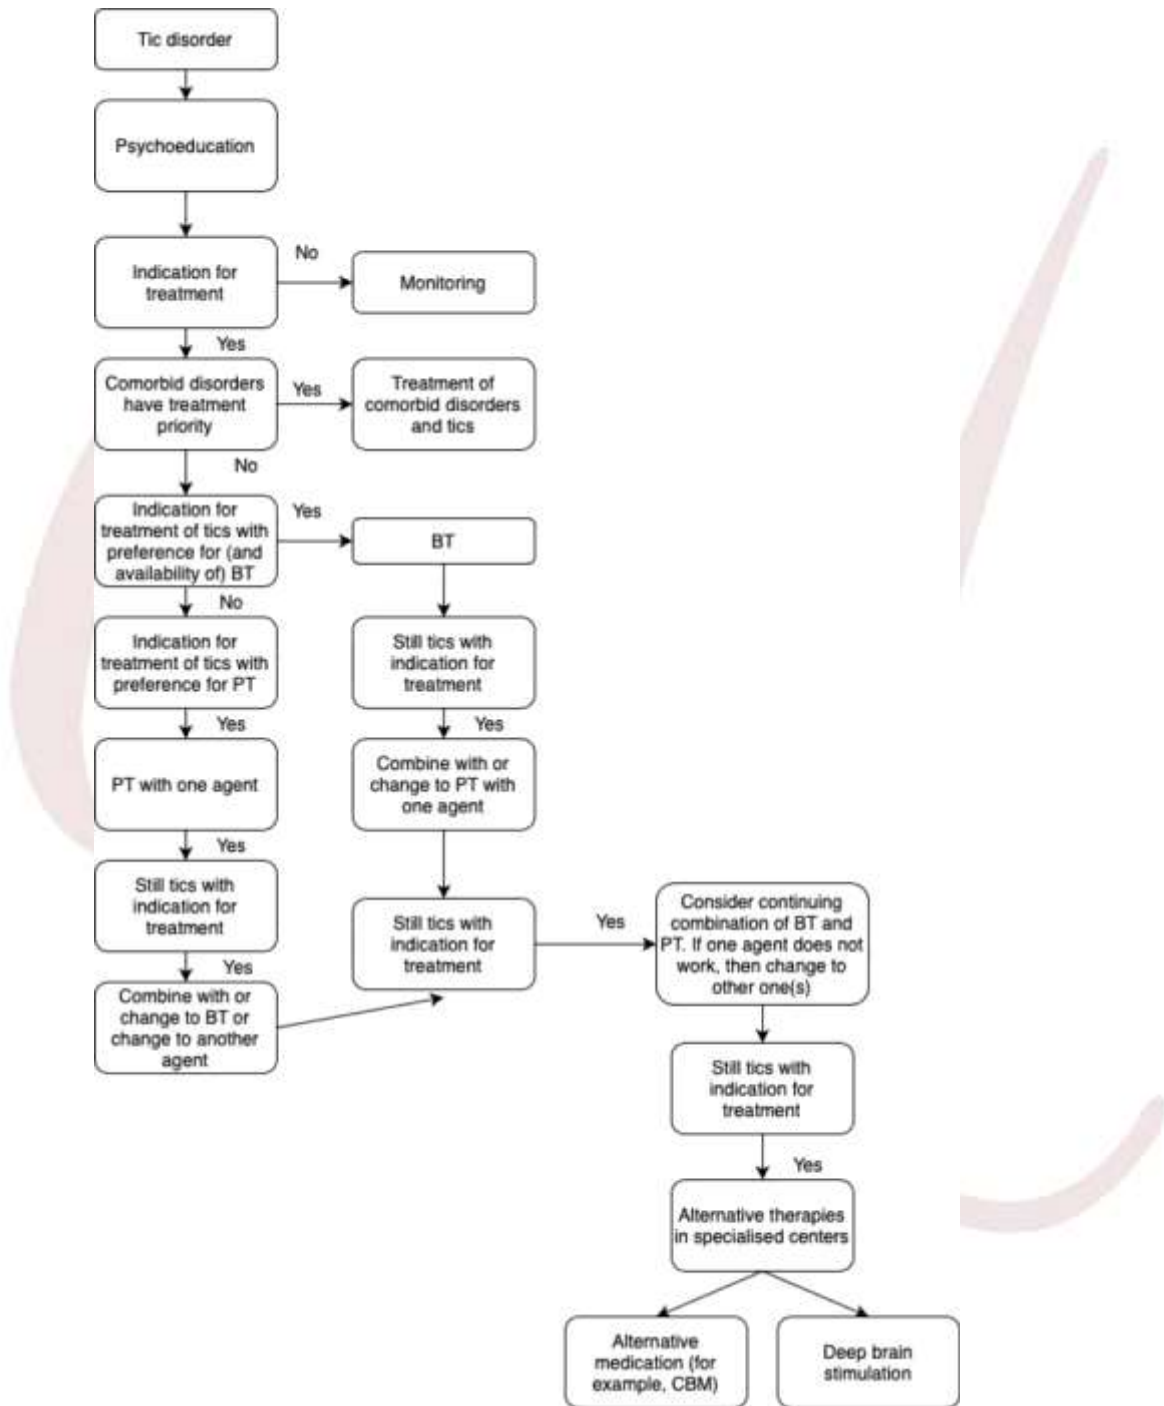 Tic disorder
Psychoeducation
Indication for
treatment
No
Monitoring
Yes
Comorbid disorders
have treatment
priority
Yes
Treatment of
comorbid disorders
and tics
No
Indication for
treatment of tics with
preference for (and
availability of) BT
Yes
BT
No
Indication for
treatment of tics with
preference for PT
Still tics with
indication for
treatment
Yes
Yes
PT with one agent
Combine with or
change to PT with
one agent
Yes
Still tics with
indication for
treatment
Still tics with
indication for
treatment
Yes
Consider continuing
combination of BT and
PT. If one agent does not
work, then change to
other one(s)
Yes
Combine with or
change to BT or
change to another
agent
Still tics with
indication for
treatment
Yes
Alternative therapies
in specialised centers
Alternative
medication (for
example, CBM)
Deep brain
stimulation